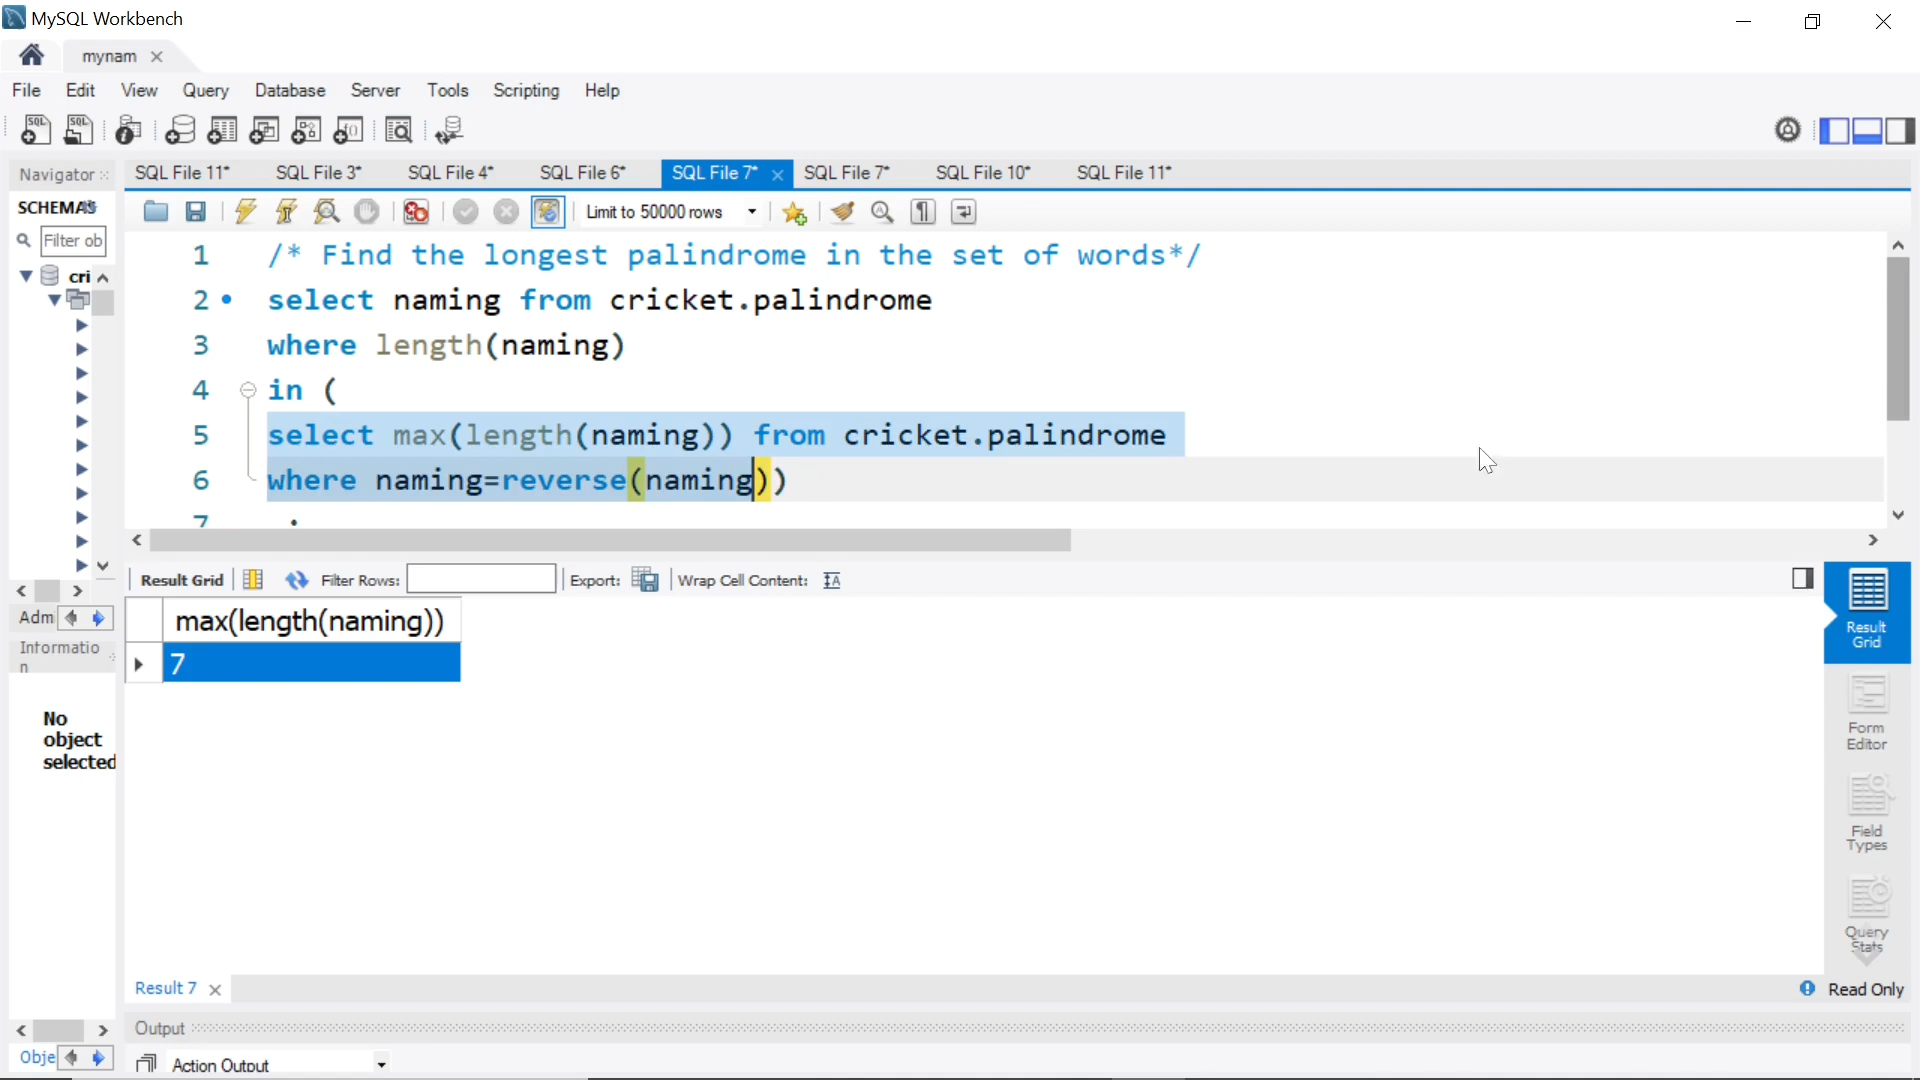 MySQL Workbench
mynam
File Edit View Query Database Server Tools Scripting Help
Navigator
SQL File 11* SQL File 3* SQL File 4* SQL File 6* SQL File 7* SQL File 7* SQL File 10* SQL File 11*
SCHEMAS
Limit to 50000 rows
Filter ob
cri
1 /* Find the longest palindrome in the set of words*/
2 select naming from cricket.palindrome
3 where length(naming)
4 in (
5 select max(length(naming)) from cricket.palindrome
6 where naming=reverse(naming))
7 ;
Result Grid Filter Rows: Export: Wrap Cell Content:
Adm
Informatio
n
max(length(naming))
7
Result
Grid
Form
Editor
Field
Types
Query
Stats
No
object
selected
Result 7
Read Only
Output
Obje
Action Output